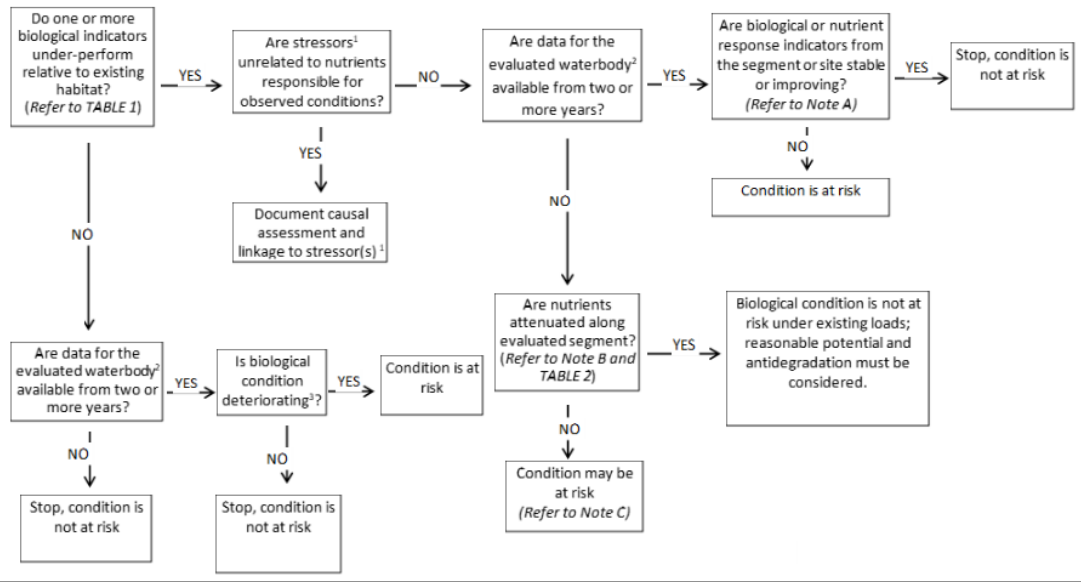 Do one or more
biological indicators
under-perform
relative to existing
habitat?
(Refer to TABLE 1)
YES
Are stressors¹
unrelated to nutrients
responsible for
observed conditions?
NO
Are data for the
evaluated waterbody²
available from two or
more years?
YES
Are biological or nutrient
response indicators from
the segment or site stable
or improving?
(Refer to Note A)
YES
Stop, condition is
not at risk
YES
NO
Document causal
assessment and
linkage to stressor(s) ¹
Condition is at risk
NO
NO
Are data for the
evaluated waterbody²
available from two or
more years?
YES
Is biological
condition
deteriorating³?
YES
Condition is at
risk
Are nutrients
attenuated along
evaluated segment?
(Refer to Note B and
TABLE 2)
YES
Biological condition is not at
risk under existing loads;
reasonable potential and
antidegradation must be
considered.
NO
NO
NO
Stop, condition is
not at risk
Stop, condition is
not at risk
Condition may be
at risk
(Refer to Note C)